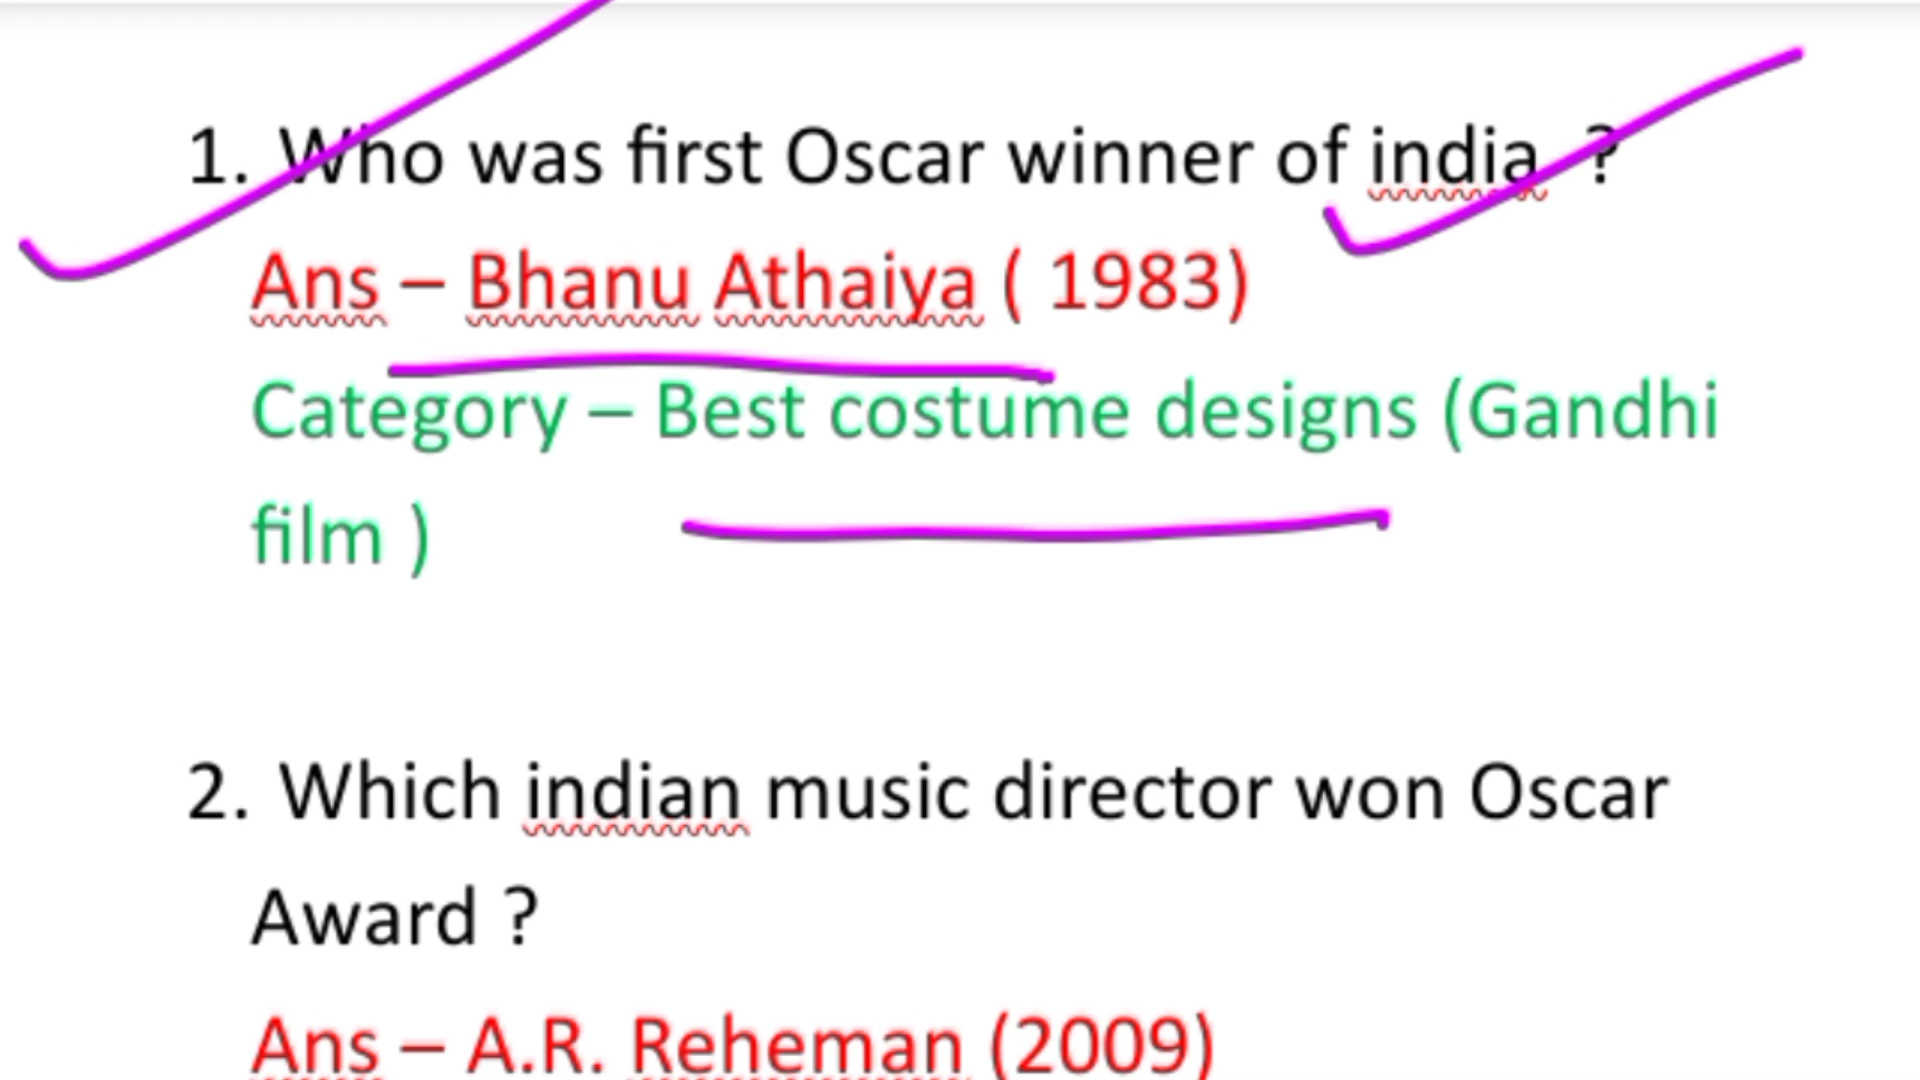 1. Who was first Oscar winner of india ?
Ans – Bhanu Athaiya ( 1983)
Category – Best costume designs (Gandhi
film )
2. Which indian music director won Oscar
Award ?
Ans – A.R. Reheman (2009)